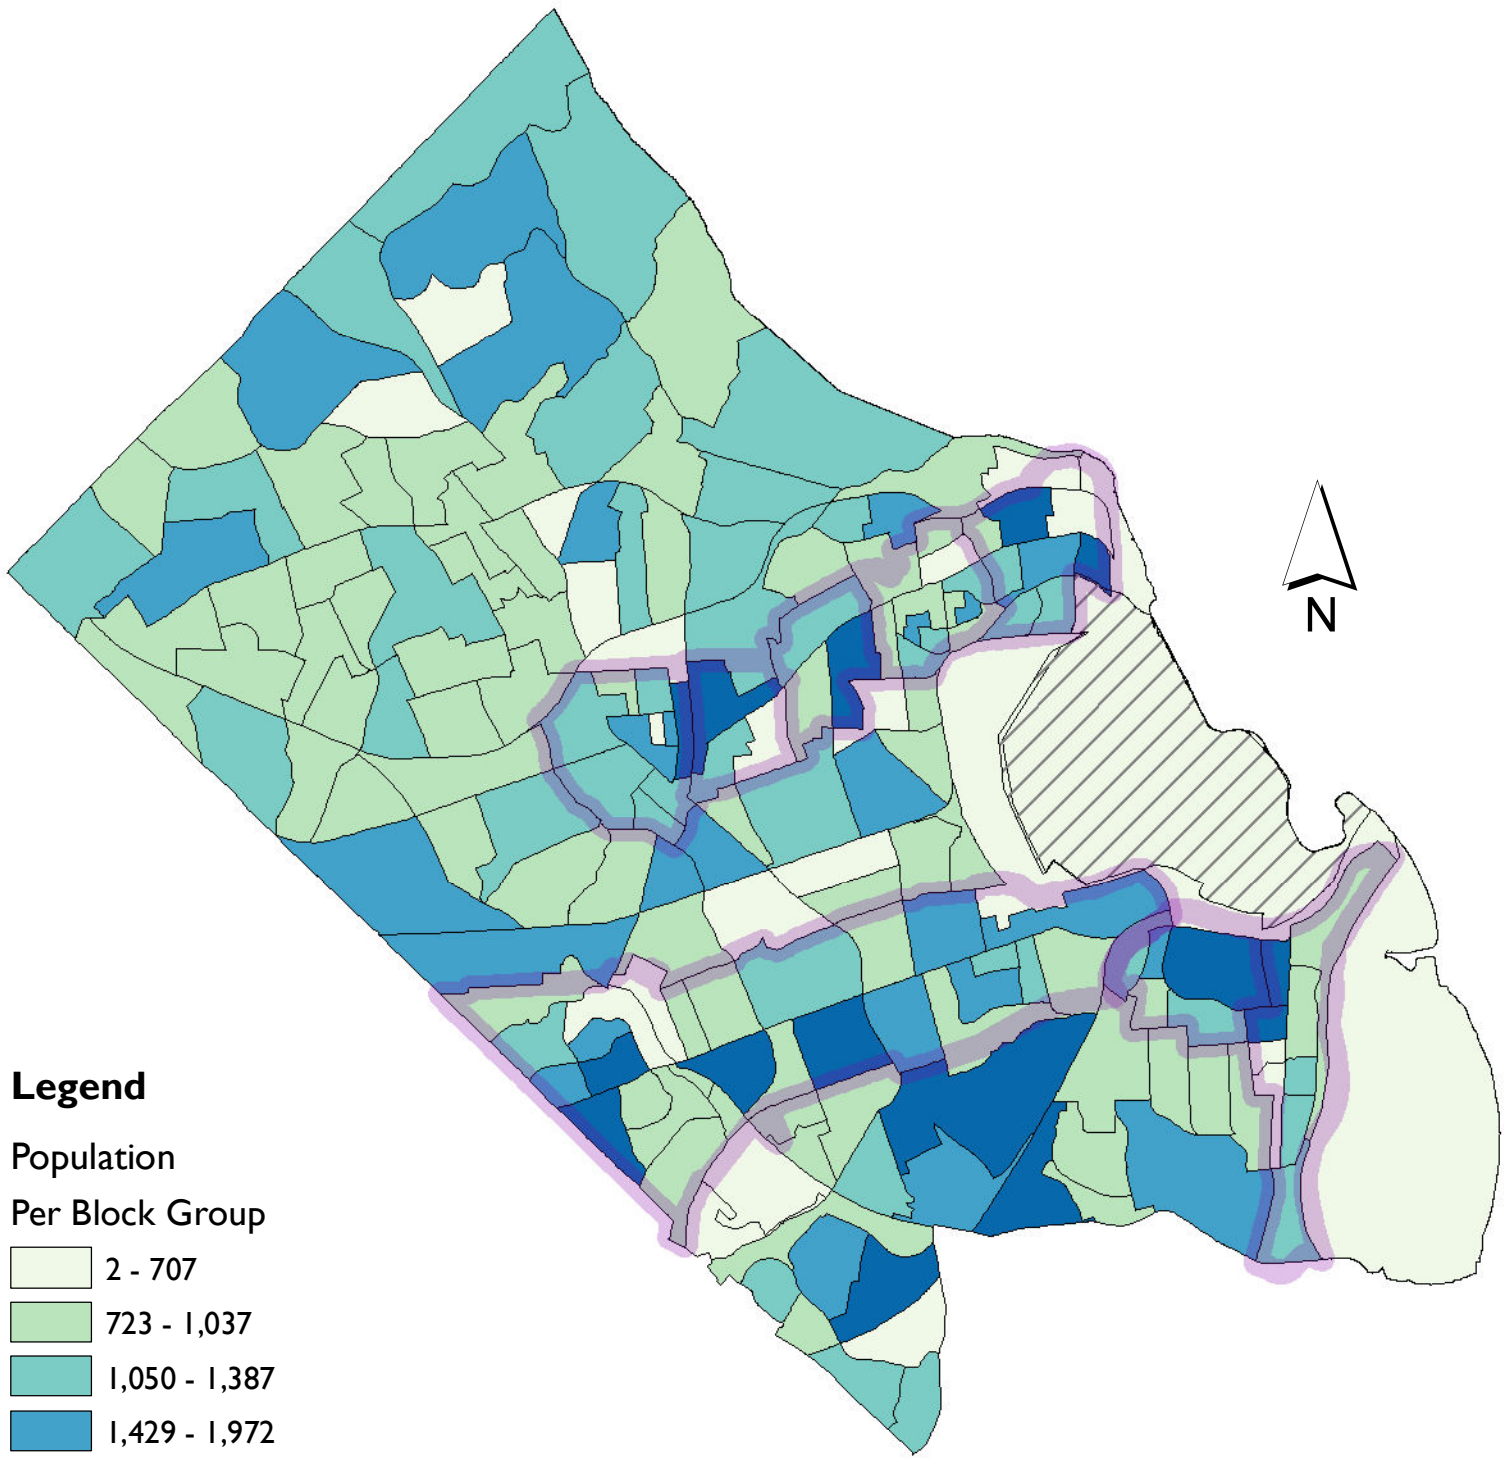 N
Legend
Population
Per Block Group
2 - 707
723 - 1,037
1,050 - 1,387
1,429 - 1,972